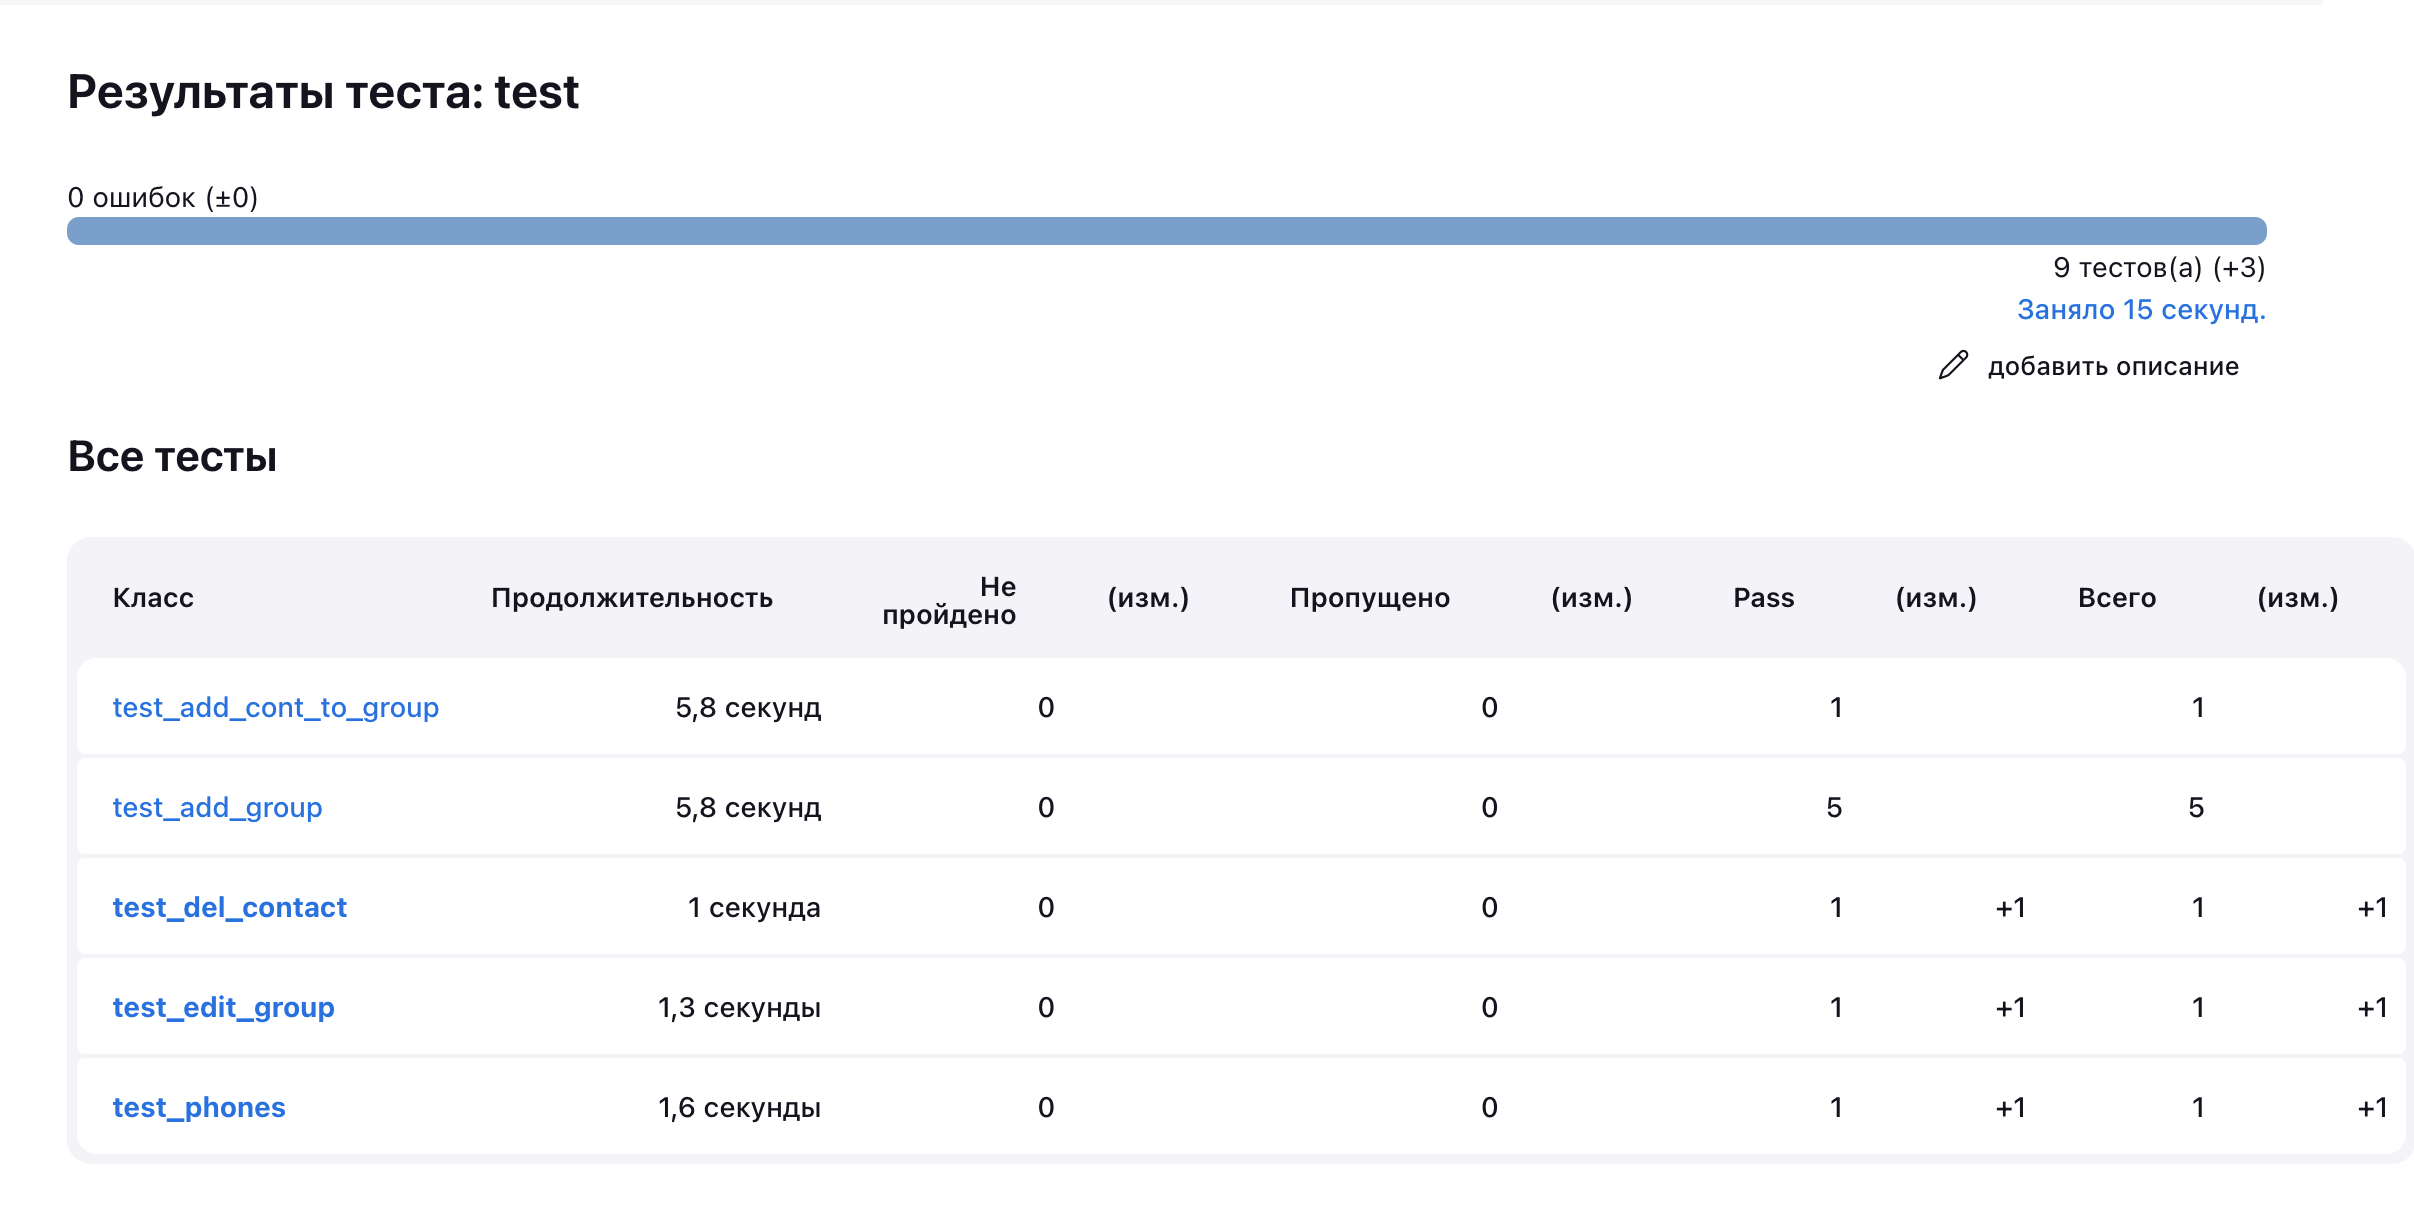 Результаты теста: test
0 ошибок (±0)
9 тестов(а) (+3)
Заняло 15 секунд.
добавить описание
Все тесты
Класс Продолжительность Не пройдено (изм.) Пропущено (изм.) Pass (изм.) Всего (изм.)
test_add_cont_to_group 5,8 секунд 0 0 1 1
test_add_group 5,8 секунд 0 0 5 5
test_del_contact 1 секунда 0 0 1 +1 1 +1
test_edit_group 1,3 секунды 0 0 1 +1 1 +1
test_phones 1,6 секунды 0 0 1 +1 1 +1